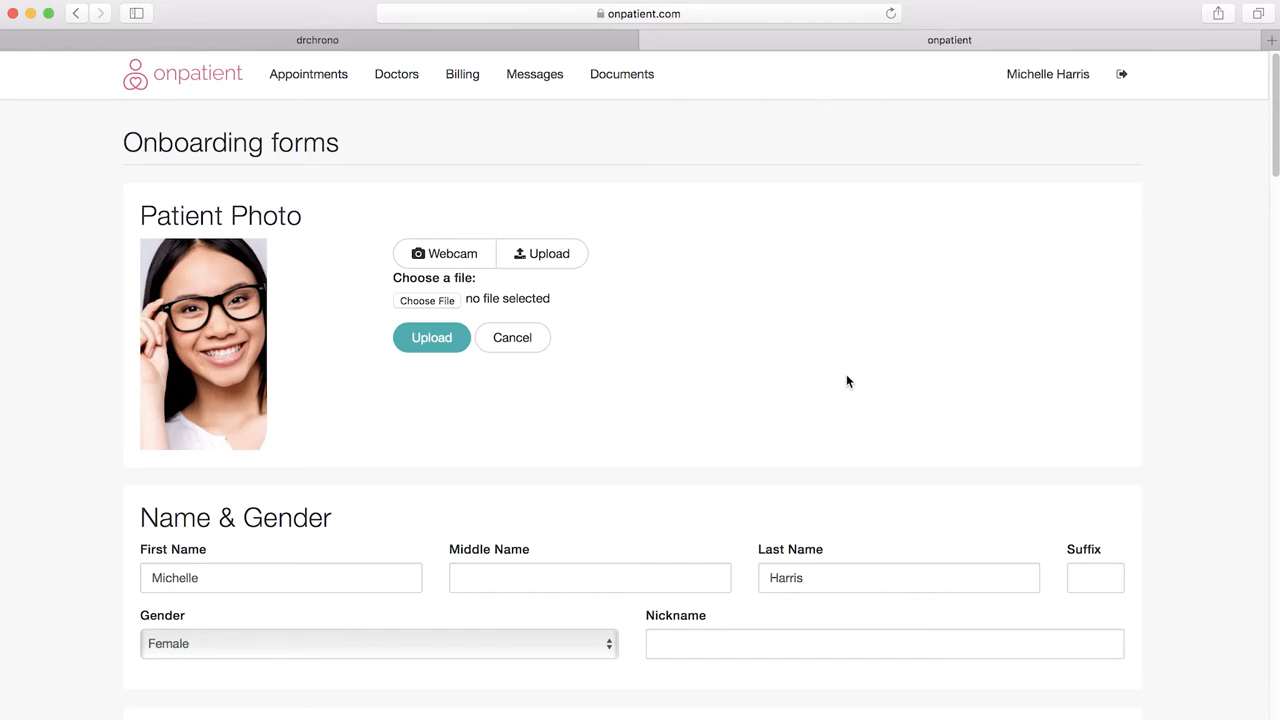 onpatient.com
drchrono
onpatient
onpatient Appointments Doctors Billing Messages Documents Michelle Harris
Onboarding forms
Patient Photo
Webcam Upload
Choose a file:
Choose File no file selected
Upload Cancel
Name & Gender
First Name Middle Name Last Name Suffix
Michelle Harris
Gender Nickname
Female